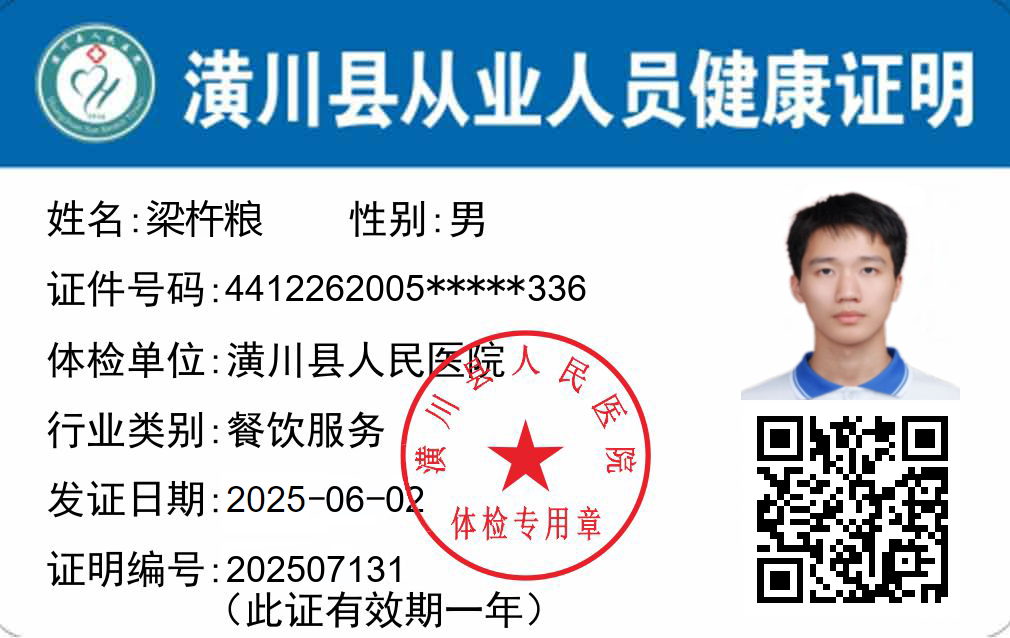 潢川县从业人员健康证明
姓名:梁杵粮 性别:男
证件号码:4412262005*****336
体检单位:潢川县人民医院
行业类别:餐饮服务
发证日期:2025-06-02
证明编号:202507131
（此证有效期一年）
潢川县人民医院
体检专用章